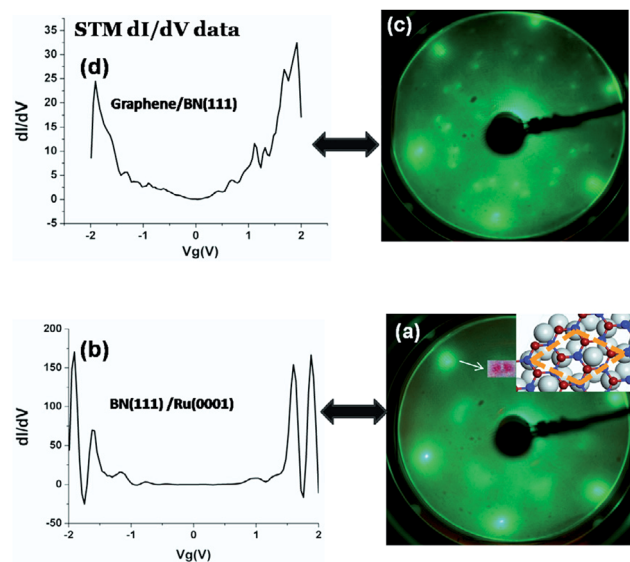 STM dI/dV data
(d)
Graphene/BN(111)
dI/dV
35
30
25
20
15
10
5
0
-5
-2
-1
0
1
2
Vg(V)
(c)
(b)
BN(111) /Ru(0001)
dI/dV
200
150
100
50
0
-50
-2
-1
0
1
2
Vg(V)
(a)